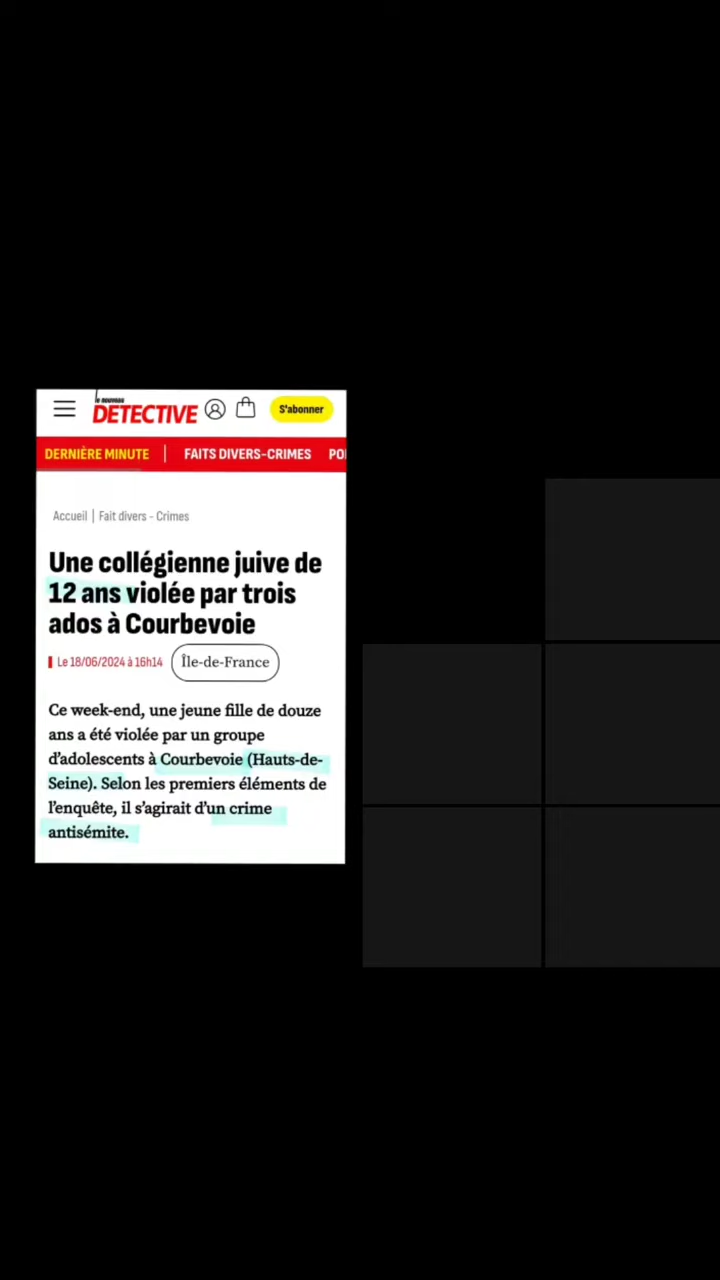 le nouveau
DETECTIVE
S'abonner
DERNIÈRE MINUTE | FAITS DIVERS-CRIMES PO
Accueil | Fait divers - Crimes
Une collégienne juive de
12 ans violée par trois
ados à Courbevoie
Le 18/06/2024 à 16h14 Île-de-France
Ce week-end, une jeune fille de douze
ans a été violée par un groupe
d'adolescents à Courbevoie (Hauts-de-
Seine). Selon les premiers éléments de
l'enquête, il s'agirait d'un crime
antisémite.